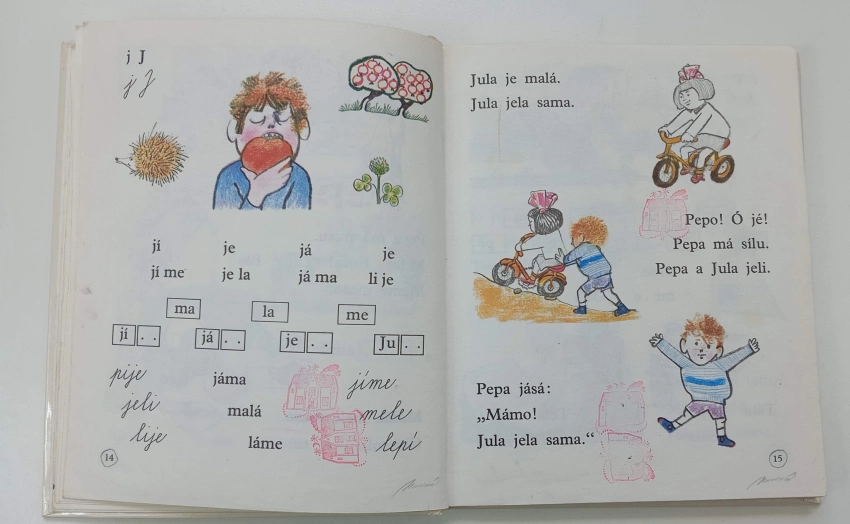 j J
j J
jí je já je
jí me je la já ma li je
ma la me
jí . . já . . je . . Ju . .
pije jáma jíme
jeli malá mele
lije láme lepí
14
Jula je malá.
Jula jela sama.
Pepo! Ó jé!
Pepa má sílu.
Pepa a Jula jeli.
Pepa jásá:
„Mámo!
Jula jela sama.“
15